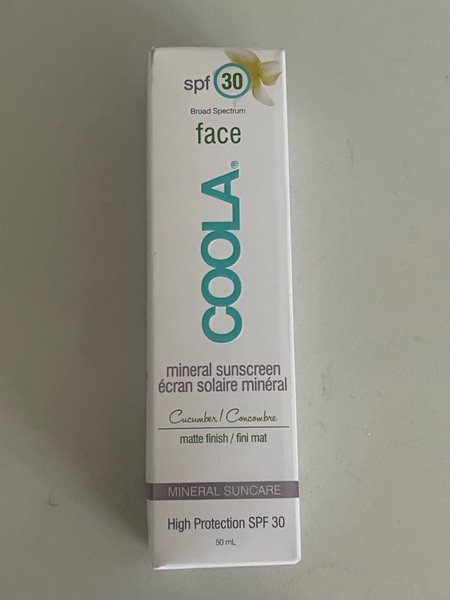 spf 30
Broad Spectrum
face
COOLA®
mineral sunscreen
écran solaire minéral
Cucumber / Concombre
matte finish / fini mat
MINERAL SUNCARE
High Protection SPF 30
50 mL